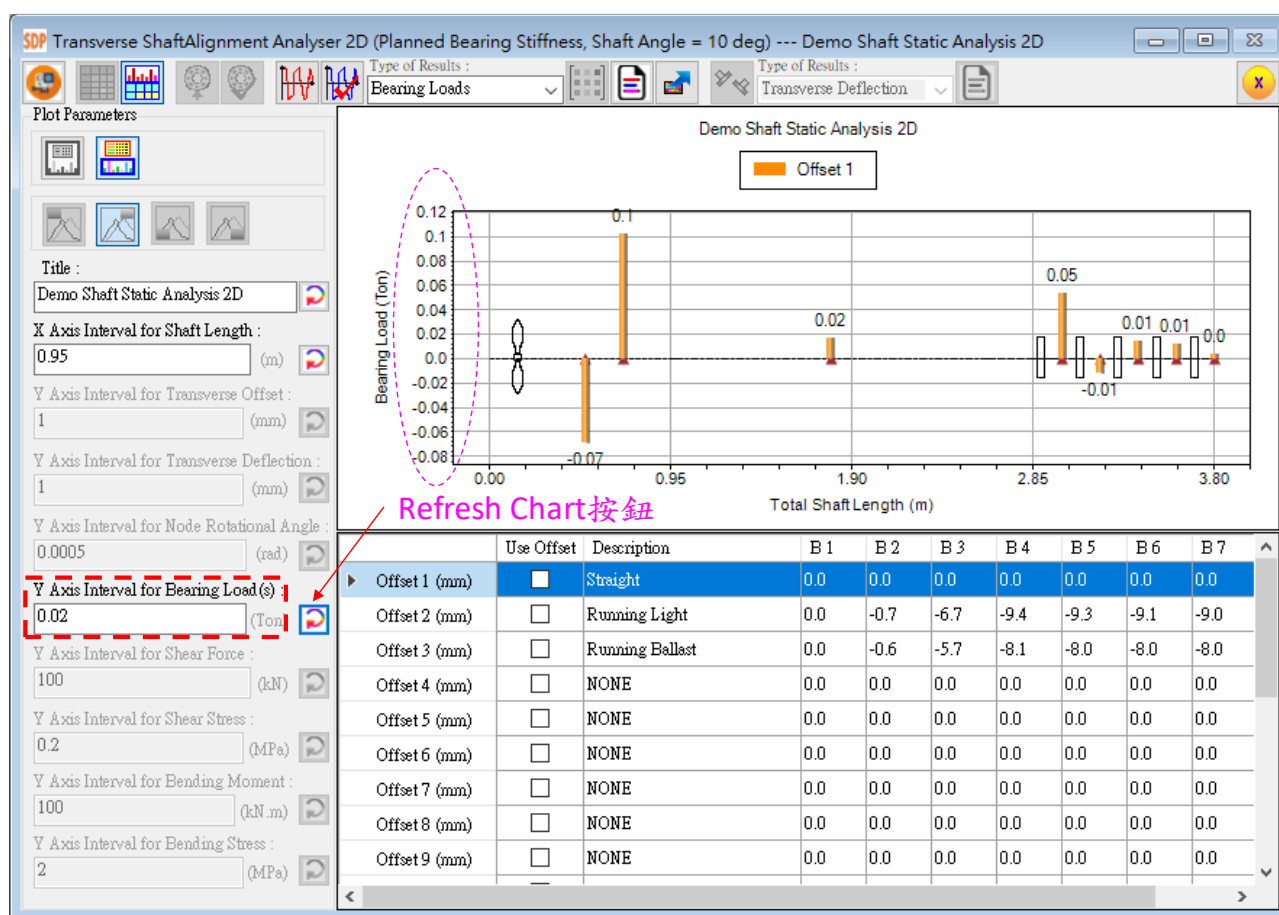 SDP Transverse ShaftAlignment Analyser 2D (Planned Bearing Stiffness, Shaft Angle = 10 deg) --- Demo Shaft Static Analysis 2D
Type of Results :
Bearing Loads
Type of Results :
Transverse Deflection
X
Plot Parameters
Title :
Demo Shaft Static Analysis 2D
X Axis Interval for Shaft Length :
0.95 (m)
Y Axis Interval for Transverse Offset :
1 (mm)
Y Axis Interval for Transverse Deflection :
1 (mm)
Y Axis Interval for Node Rotational Angle :
0.0005 (rad)
Y Axis Interval for Bearing Load(s) :
0.02 (Ton)
Y Axis Interval for Shear Force :
100 (kN)
Y Axis Interval for Shear Stress :
0.2 (MPa)
Y Axis Interval for Bending Moment :
100 (kN.m)
Y Axis Interval for Bending Stress :
2 (MPa)
Demo Shaft Static Analysis 2D
Offset 1
Bearing Load (Ton)
0.12
0.1
0.08
0.06
0.04
0.02
0.0
-0.02
-0.04
-0.06
-0.08
-0.07
0.1
0.02
0.05
-0.01
0.01
0.01
0.0
0.00 0.95 1.90 2.85 3.80
Total Shaft Length (m)
Refresh Chart按鈕
Use Offset Description B 1 B 2 B 3 B 4 B 5 B 6 B 7
Offset 1 (mm) Straight 0.0 0.0 0.0 0.0 0.0 0.0 0.0
Offset 2 (mm) Running Light 0.0 -0.7 -6.7 -9.4 -9.3 -9.1 -9.0
Offset 3 (mm) Running Ballast 0.0 -0.6 -5.7 -8.1 -8.0 -8.0 -8.0
Offset 4 (mm) NONE 0.0 0.0 0.0 0.0 0.0 0.0 0.0
Offset 5 (mm) NONE 0.0 0.0 0.0 0.0 0.0 0.0 0.0
Offset 6 (mm) NONE 0.0 0.0 0.0 0.0 0.0 0.0 0.0
Offset 7 (mm) NONE 0.0 0.0 0.0 0.0 0.0 0.0 0.0
Offset 8 (mm) NONE 0.0 0.0 0.0 0.0 0.0 0.0 0.0
Offset 9 (mm) NONE 0.0 0.0 0.0 0.0 0.0 0.0 0.0